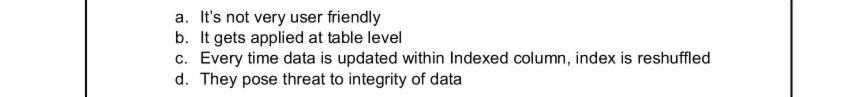 a. It's not very user friendly
b. It gets applied at table level
c. Every time data is updated within Indexed column, index is reshuffled
d. They pose threat to integrity of data